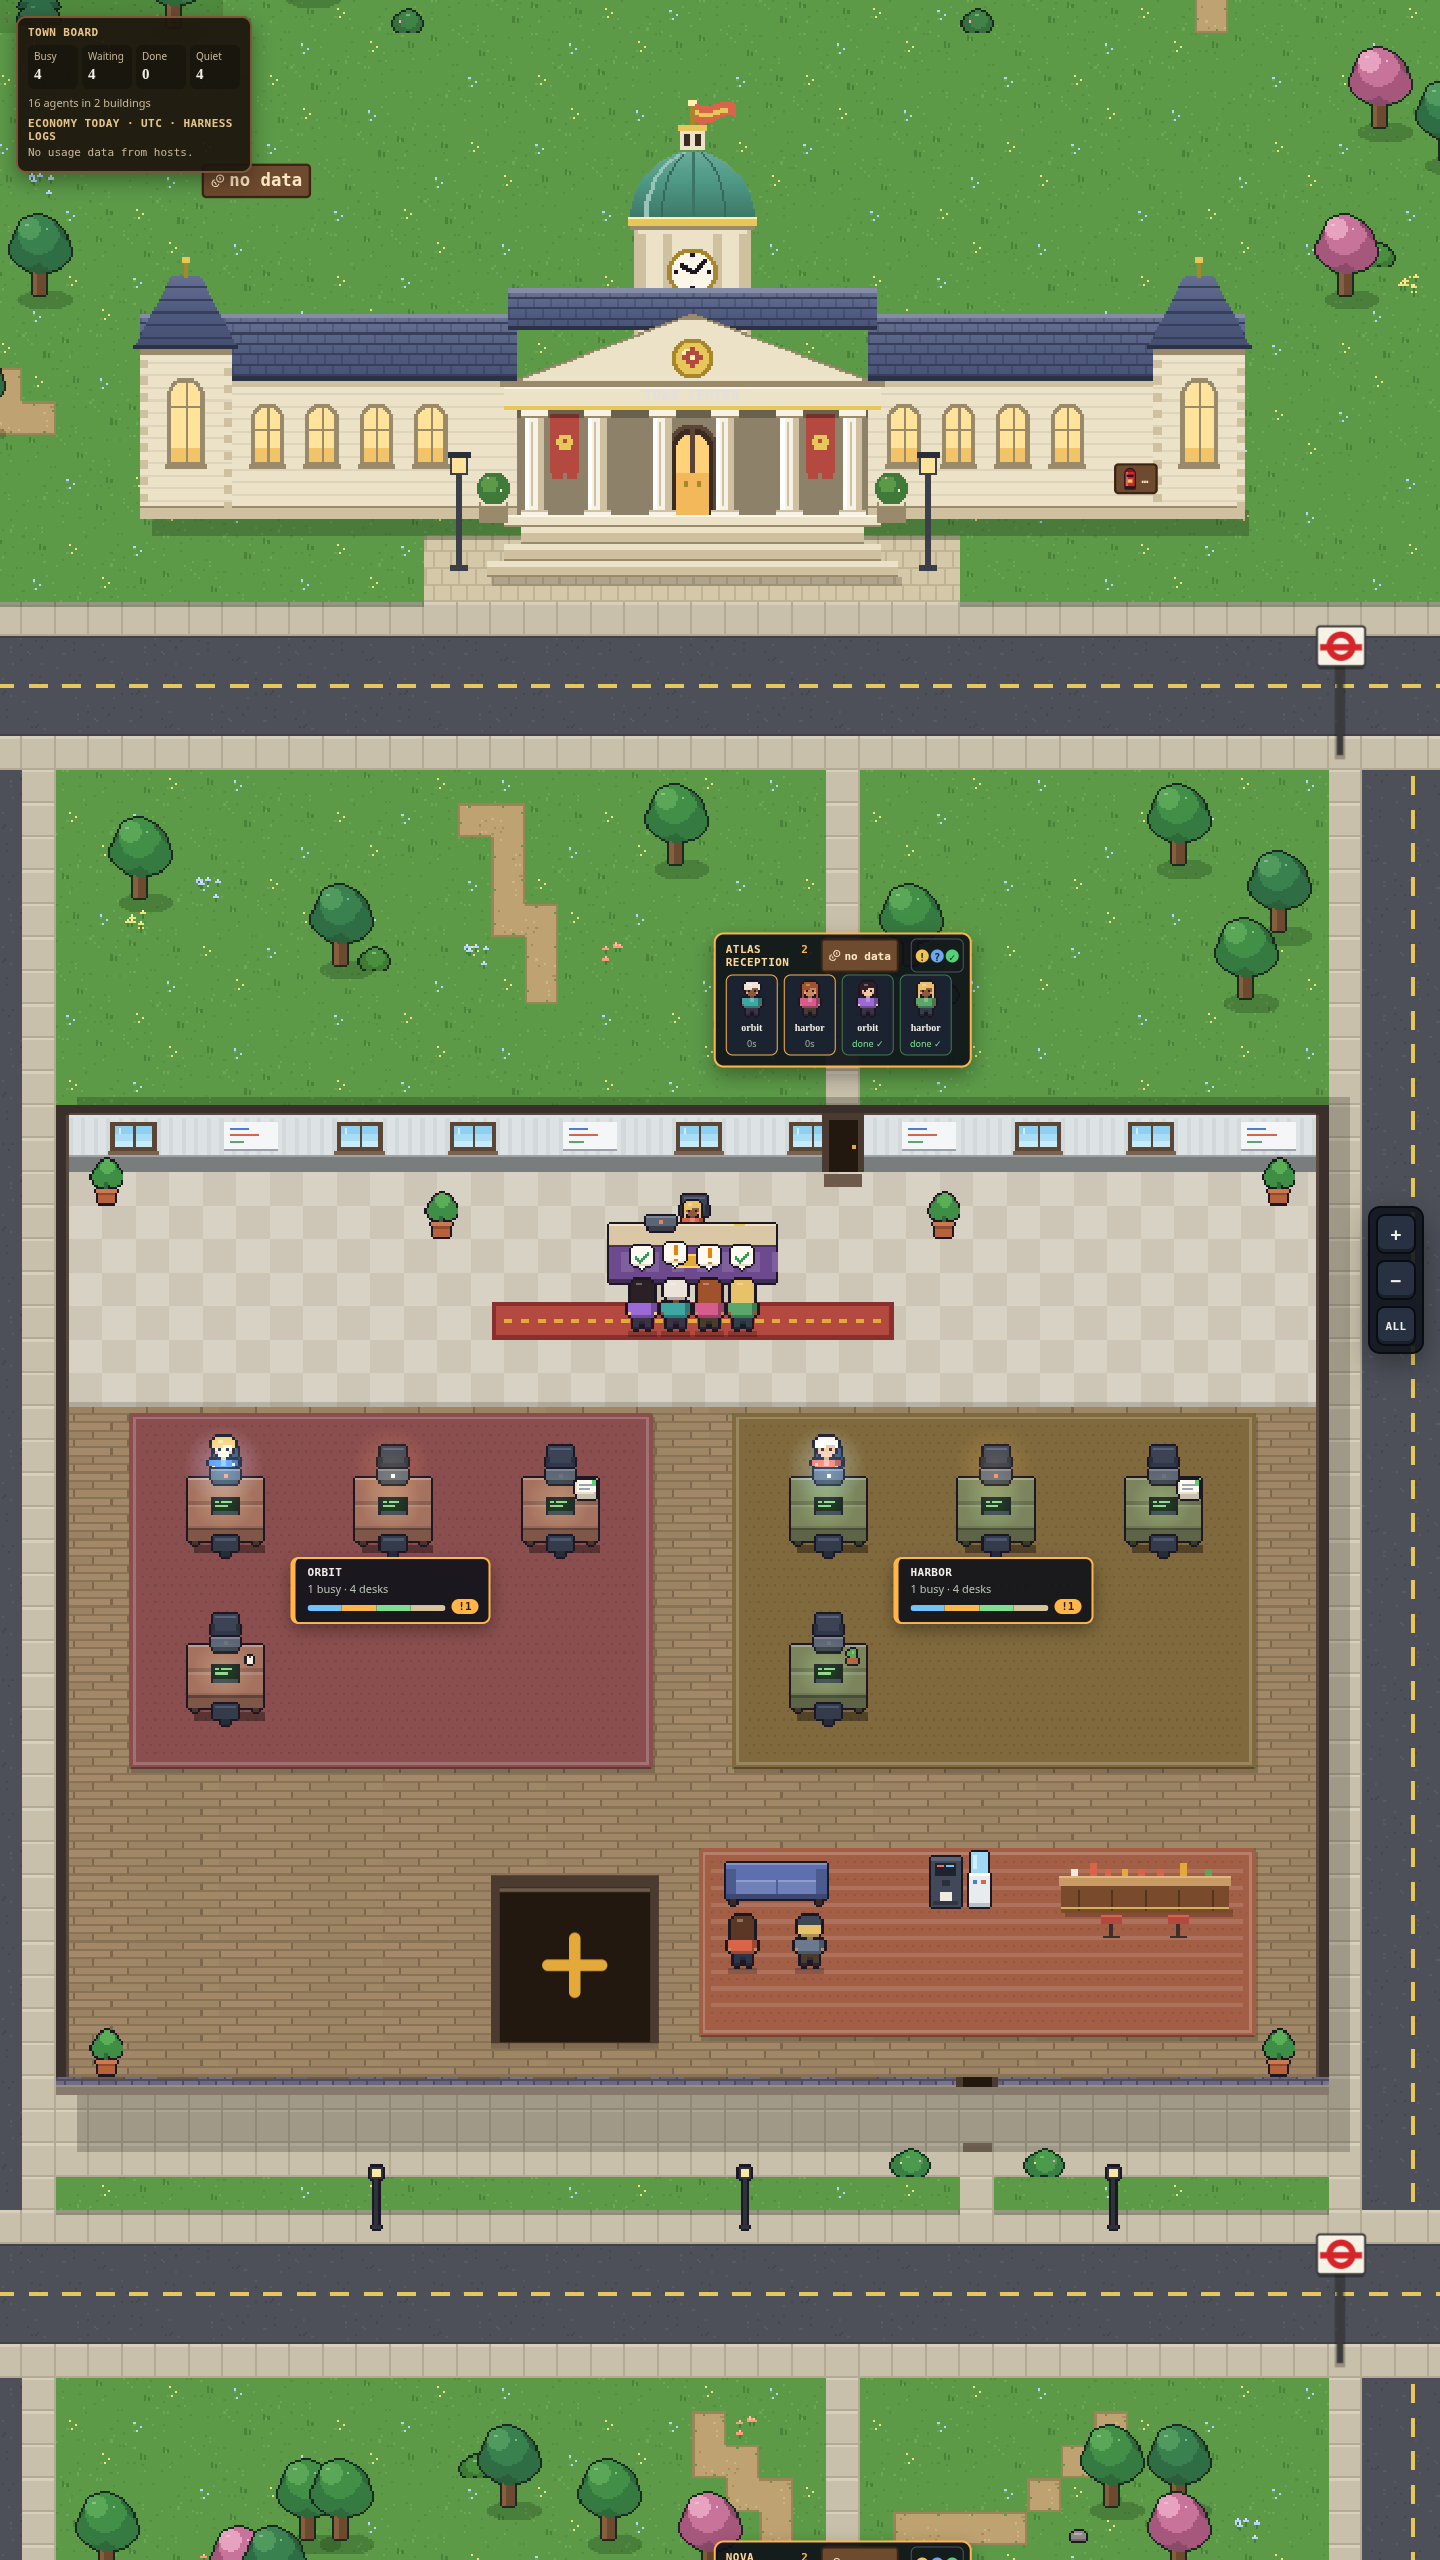 TOWN BOARD
Busy Waiting Done Quiet
4 4 0 4
16 agents in 2 buildings
ECONOMY TODAY · UTC · HARNESS
LOGS
No usage data from hosts.
no data
...
ATLAS 2 no data ! ? ✓
RECEPTION
orbit harbor orbit harbor
0s 0s done ✓ done ✓
+
−
ALL
ORBIT
1 busy · 4 desks
!1
HARBOR
1 busy · 4 desks
!1
NOVA 2